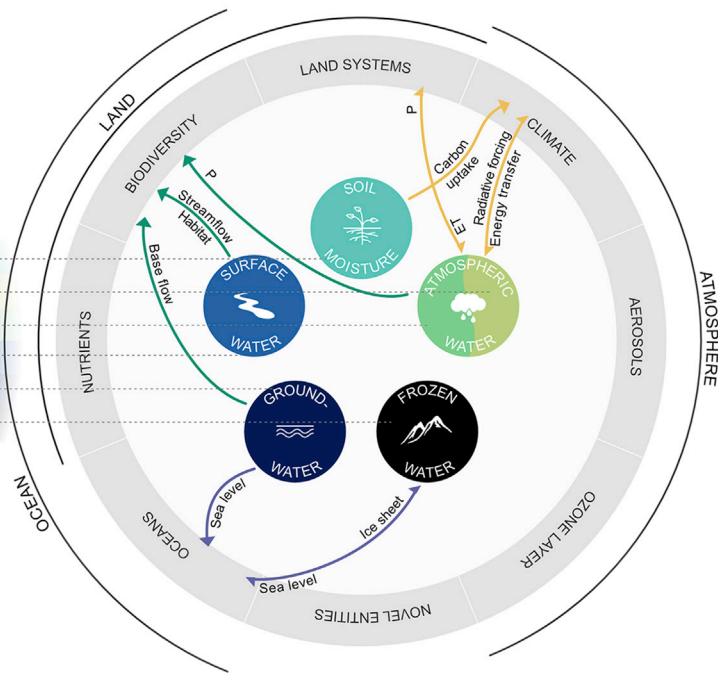 LAND SYSTEMS
LAND
BIODIVERSITY
CLIMATE
P
P
Carbon
uptake
Radiative forcing
Energy transfer
ET
Streamflow
Habitat
Base flow
SOIL
MOISTURE
SURFACE
WATER
ATMOSPHERIC
WATER
ATMOSPHERE
NUTRIENTS
AEROSOLS
GROUND-
WATER
FROZEN
WATER
OCEAN
OCEANS
Sea level
Ice sheet
Sea level
OZONE LAYER
NOVEL ENTITIES